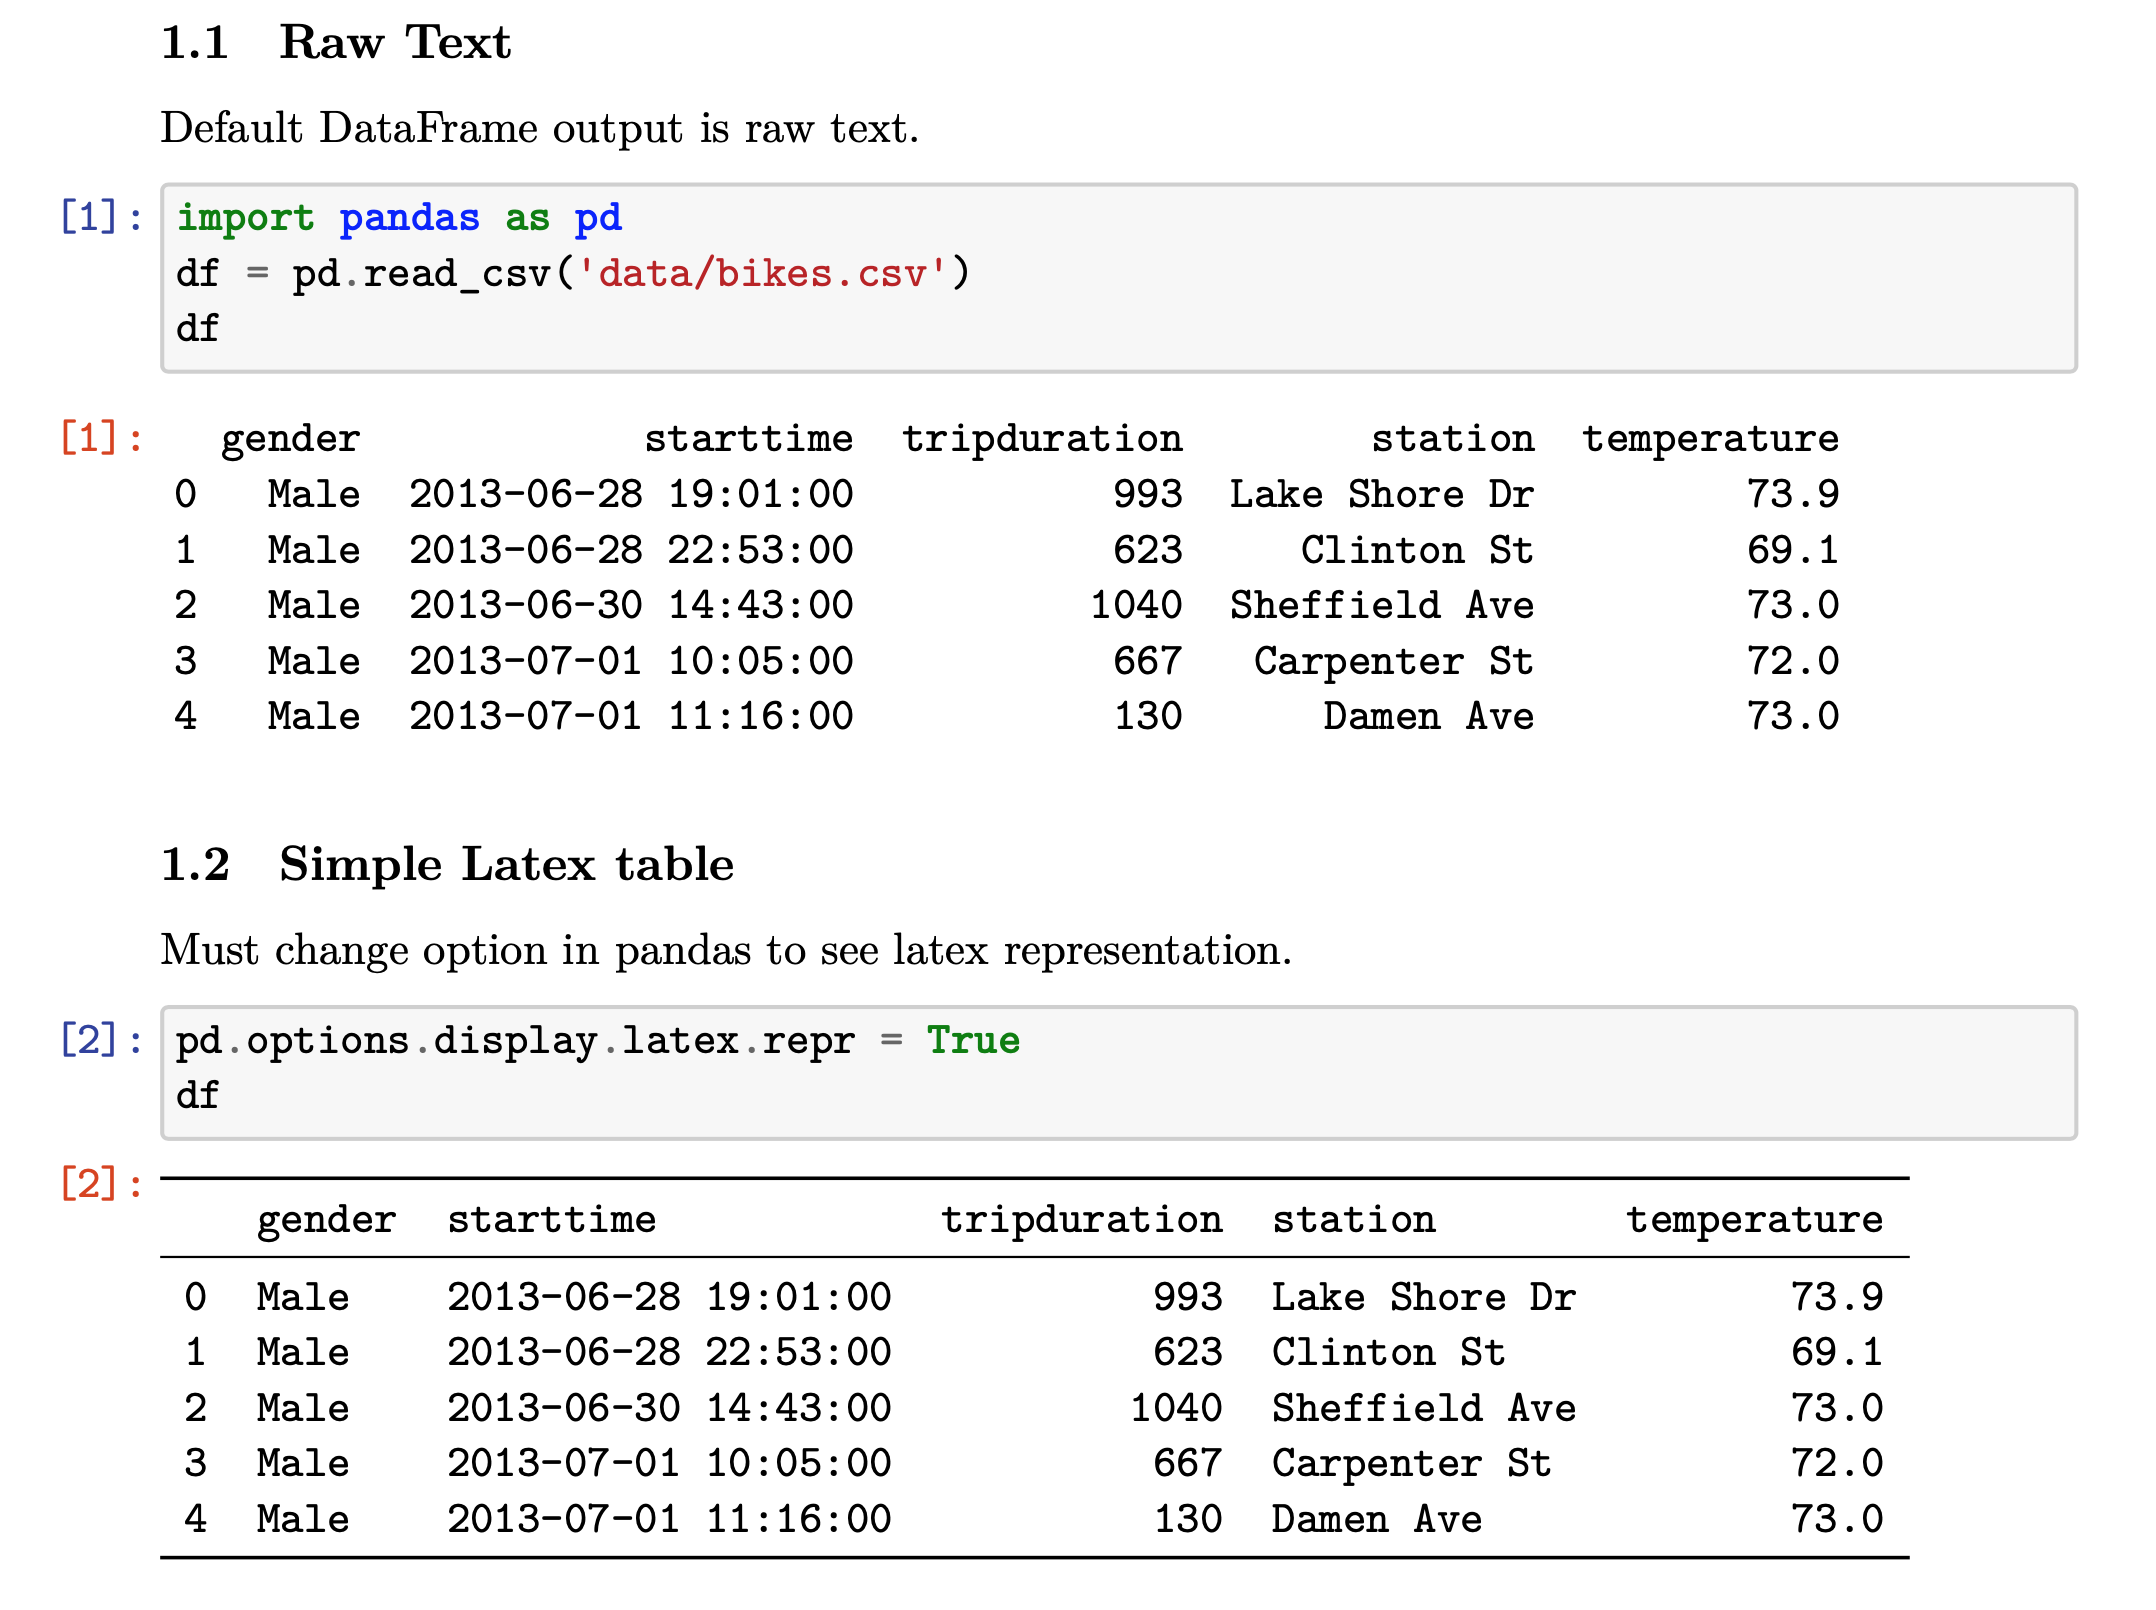 1.1 Raw Text
Default DataFrame output is raw text.
[1]: import pandas as pd
df = pd.read_csv('data/bikes.csv')
df
[1]: gender starttime tripduration station temperature
0 Male 2013-06-28 19:01:00 993 Lake Shore Dr 73.9
1 Male 2013-06-28 22:53:00 623 Clinton St 69.1
2 Male 2013-06-30 14:43:00 1040 Sheffield Ave 73.0
3 Male 2013-07-01 10:05:00 667 Carpenter St 72.0
4 Male 2013-07-01 11:16:00 130 Damen Ave 73.0
1.2 Simple Latex table
Must change option in pandas to see latex representation.
[2]: pd.options.display.latex.repr = True
df
[2]: gender starttime tripduration station temperature
0 Male 2013-06-28 19:01:00 993 Lake Shore Dr 73.9
1 Male 2013-06-28 22:53:00 623 Clinton St 69.1
2 Male 2013-06-30 14:43:00 1040 Sheffield Ave 73.0
3 Male 2013-07-01 10:05:00 667 Carpenter St 72.0
4 Male 2013-07-01 11:16:00 130 Damen Ave 73.0